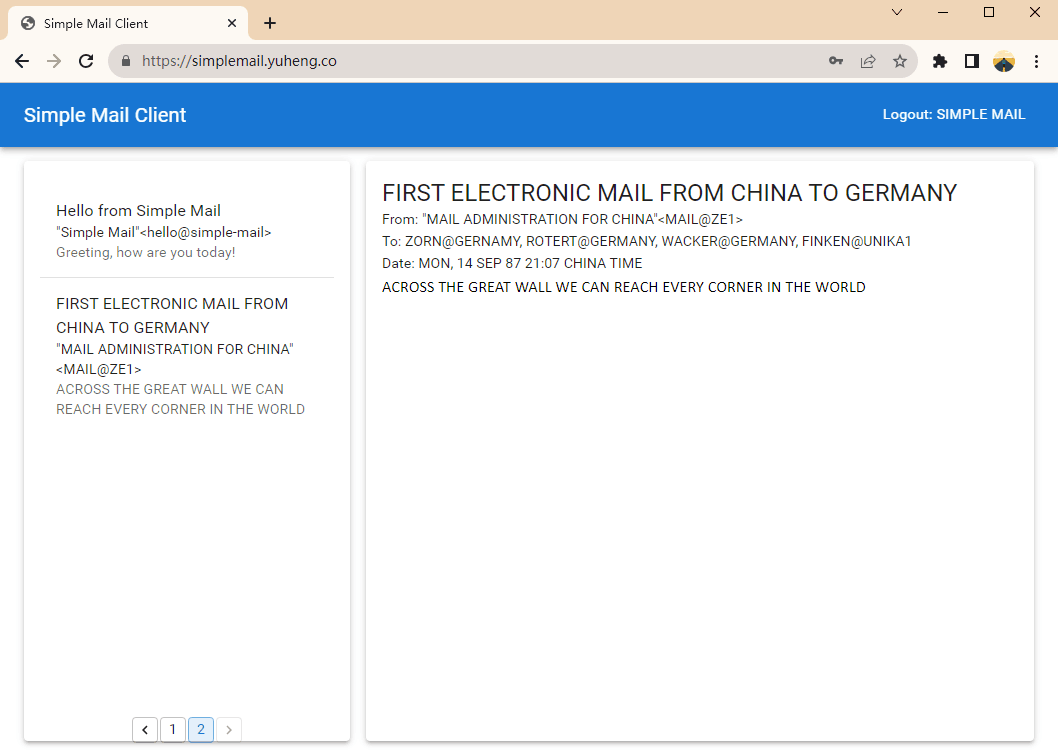 Simple Mail Client
https://simplemail.yuheng.co
Simple Mail Client
Logout: SIMPLE MAIL
Hello from Simple Mail
"Simple Mail"<hello@simple-mail>
Greeting, how are you today!
FIRST ELECTRONIC MAIL FROM
CHINA TO GERMANY
"MAIL ADMINISTRATION FOR CHINA"
<MAIL@ZE1>
ACROSS THE GREAT WALL WE CAN
REACH EVERY CORNER IN THE WORLD
1
2
FIRST ELECTRONIC MAIL FROM CHINA TO GERMANY
From: "MAIL ADMINISTRATION FOR CHINA"<MAIL@ZE1>
To: ZORN@GERNAMY, ROTERT@GERMANY, WACKER@GERMANY, FINKEN@UNIKA1
Date: MON, 14 SEP 87 21:07 CHINA TIME
ACROSS THE GREAT WALL WE CAN REACH EVERY CORNER IN THE WORLD